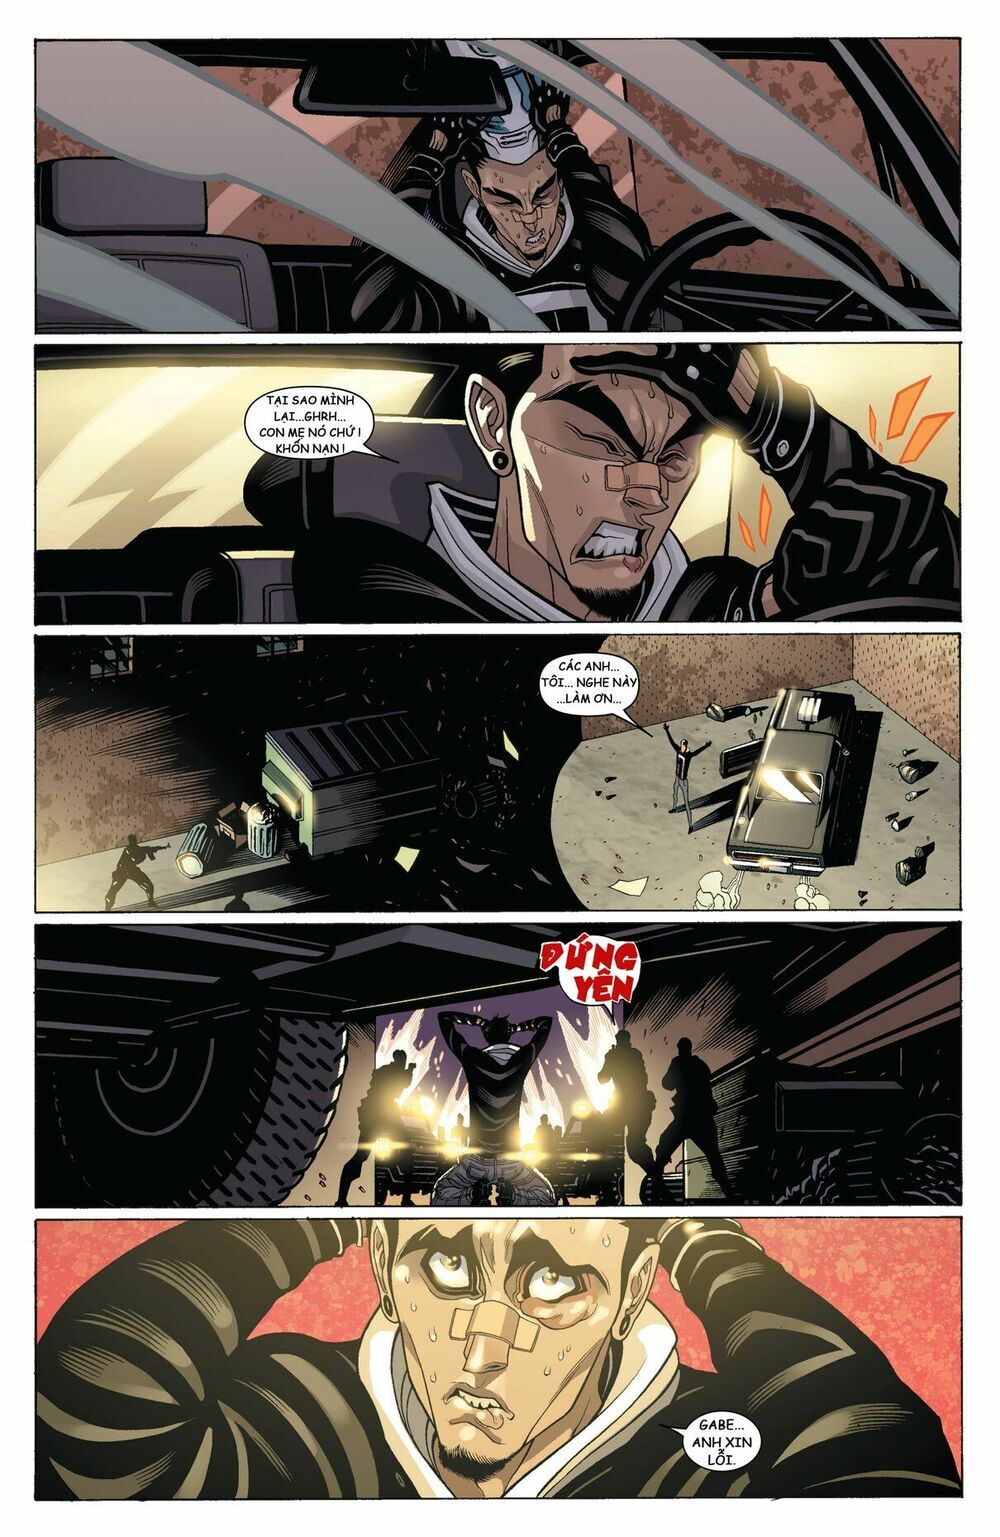 TẠI SAO MÌNH
LẠI...GHRH...
CON MẸ NÓ CHỨ !
KHỐN NẠN !
CÁC ANH...
TÔI... NGHE NÀY
...LÀM ƠN...
ĐỨNG
YÊN
GABE...
ANH XIN
LỖI.